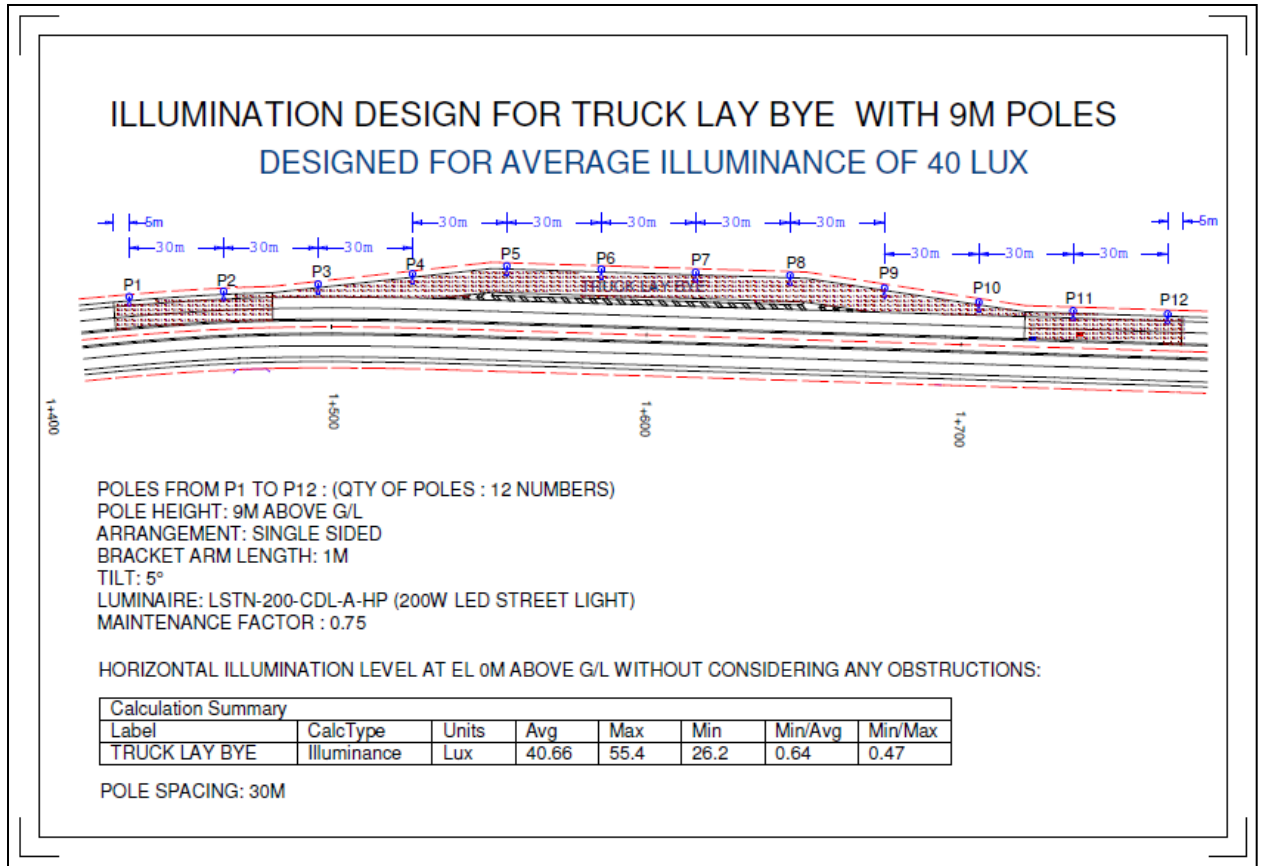 ILLUMINATION DESIGN FOR TRUCK LAY BYE WITH 9M POLES
DESIGNED FOR AVERAGE ILLUMINANCE OF 40 LUX
5m 30m 30m 30m 30m 30m 5m
30m 30m 30m 30m 30m 30m
P1 P2 P3 P4 P5 P6 P7 P8 P9 P10 P11 P12
TRUCK LAY BYE
1+400 1+500 1+600 1+700
POLES FROM P1 TO P12 : (QTY OF POLES : 12 NUMBERS)
POLE HEIGHT: 9M ABOVE G/L
ARRANGEMENT: SINGLE SIDED
BRACKET ARM LENGTH: 1M
TILT: 5°
LUMINAIRE: LSTN-200-CDL-A-HP (200W LED STREET LIGHT)
MAINTENANCE FACTOR : 0.75
HORIZONTAL ILLUMINATION LEVEL AT EL 0M ABOVE G/L WITHOUT CONSIDERING ANY OBSTRUCTIONS:
Calculation Summary
Label CalcType Units Avg Max Min Min/Avg Min/Max
TRUCK LAY BYE Illuminance Lux 40.66 55.4 26.2 0.64 0.47
POLE SPACING: 30M